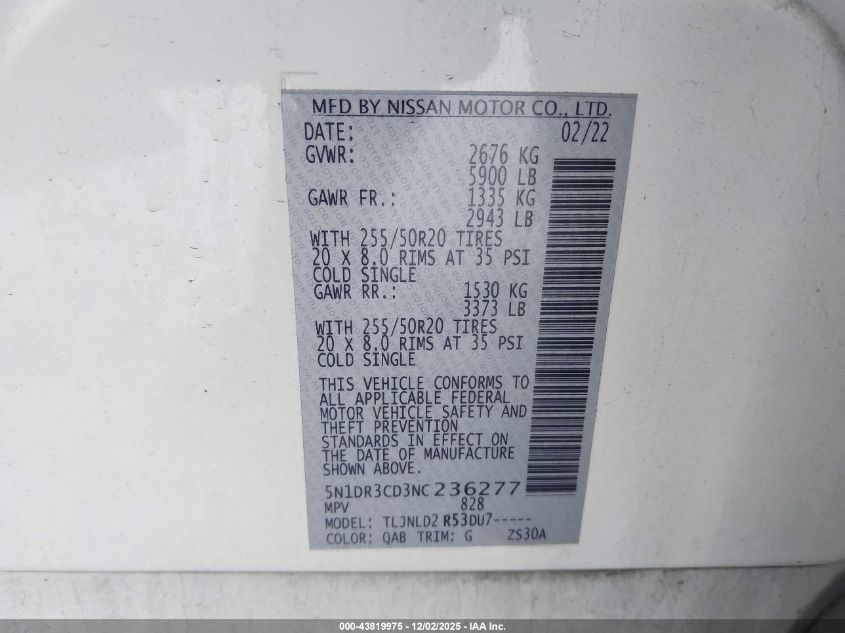 MFD BY NISSAN MOTOR CO., LTD.
DATE: 02/22
GVWR: 2676 KG
5900 LB
GAWR FR.: 1335 KG
2943 LB
WITH 255/50R20 TIRES
20 X 8.0 RIMS AT 35 PSI
COLD SINGLE
GAWR RR.: 1530 KG
3373 LB
WITH 255/50R20 TIRES
20 X 8.0 RIMS AT 35 PSI
COLD SINGLE
THIS VEHICLE CONFORMS TO
ALL APPLICABLE FEDERAL
MOTOR VEHICLE SAFETY AND
THEFT PREVENTION
STANDARDS IN EFFECT ON
THE DATE OF MANUFACTURE
SHOWN ABOVE.
5N1DR3CD3NC236277
MPV 828
MODEL: TLJNLD2 R53DU7-----
COLOR: QAB TRIM: G ZS30A
000-43819975 - 12/02/2025 - IAA Inc.